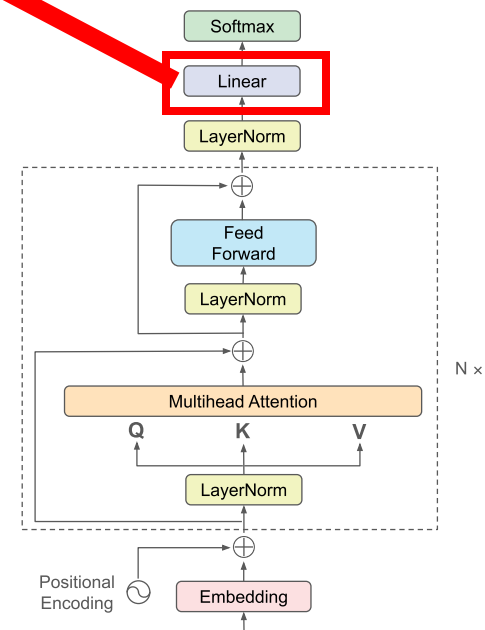 Softmax
Linear
LayerNorm
Feed
Forward
LayerNorm
N ×
Multihead Attention
Q K V
LayerNorm
Positional
Encoding
Embedding